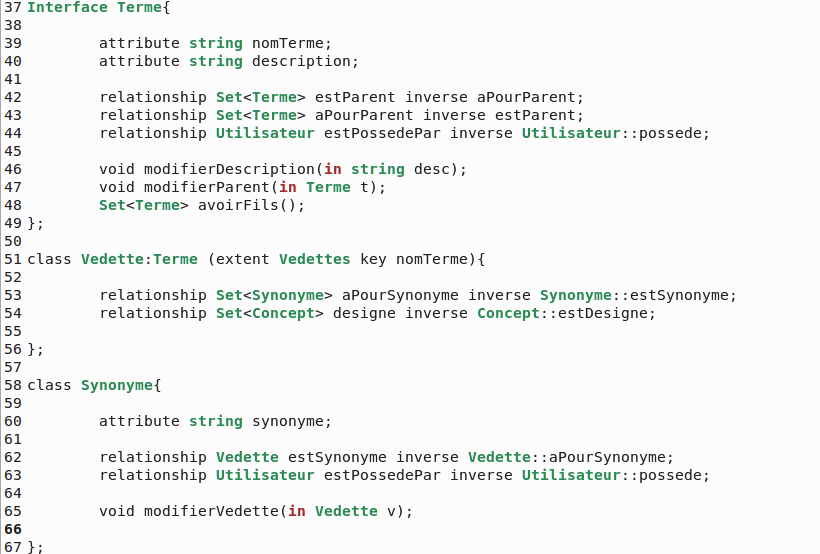 37 Interface Terme{
38
39         attribute string nomTerme;
40         attribute string description;
41
42         relationship Set<Terme> estParent inverse aPourParent;
43         relationship Set<Terme> aPourParent inverse estParent;
44         relationship Utilisateur estPossedePar inverse Utilisateur::possede;
45
46         void modifierDescription(in string desc);
47         void modifierParent(in Terme t);
48         Set<Terme> avoirFils();
49 };
50
51 class Vedette:Terme (extent Vedettes key nomTerme){
52
53         relationship Set<Synonyme> aPourSynonyme inverse Synonyme::estSynonyme;
54         relationship Set<Concept> designe inverse Concept::estDesigne;
55
56 };
57
58 class Synonyme{
59
60         attribute string synonyme;
61
62         relationship Vedette estSynonyme inverse Vedette::aPourSynonyme;
63         relationship Utilisateur estPossedePar inverse Utilisateur::possede;
64
65         void modifierVedette(in Vedette v);
66
67 };